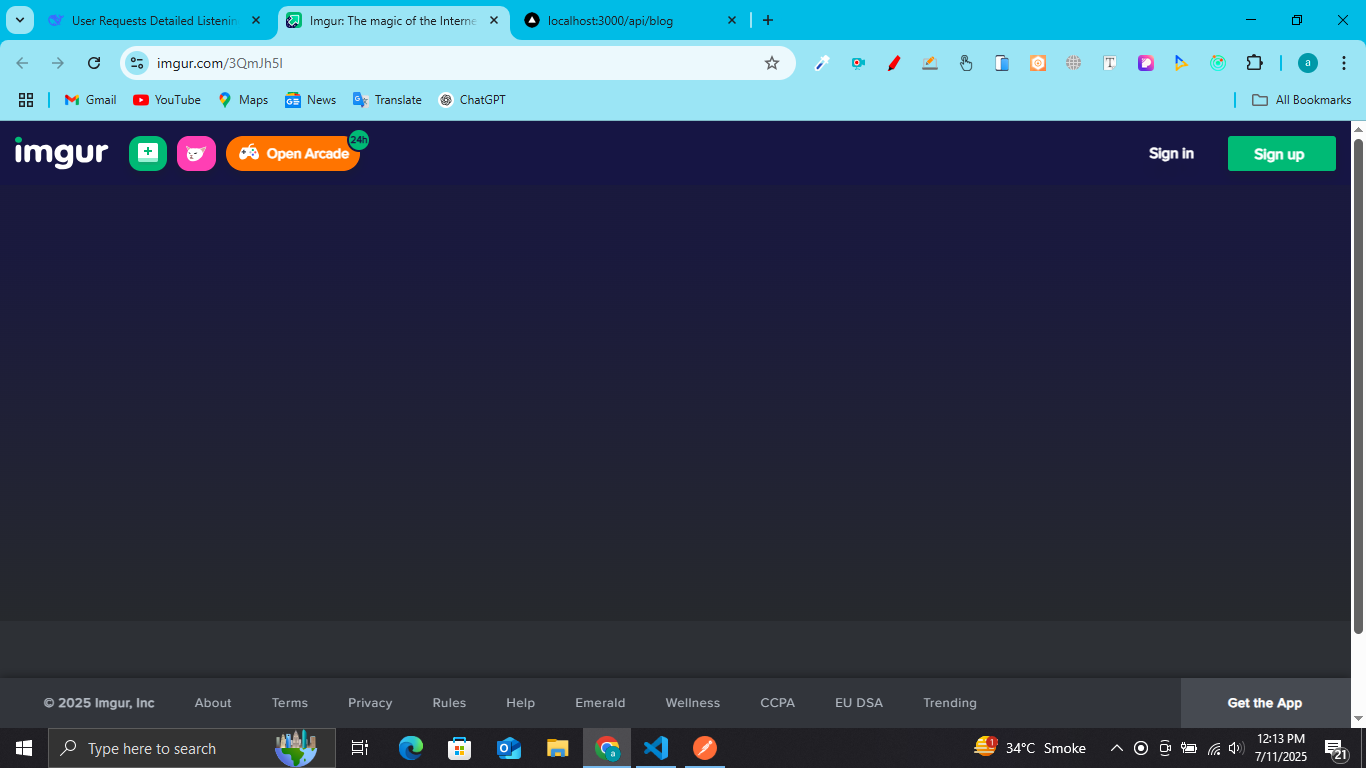 User Requests Detailed Listenin
Imgur: The magic of the Interne
localhost:3000/api/blog
imgur.com/3QmJh5I
Gmail
YouTube
Maps
News
Translate
ChatGPT
All Bookmarks
imgur
Open Arcade
24h
Sign in
Sign up
© 2025 Imgur, Inc
About
Terms
Privacy
Rules
Help
Emerald
Wellness
CCPA
EU DSA
Trending
Get the App
Type here to search
34°C Smoke
12:13 PM
7/11/2025
21